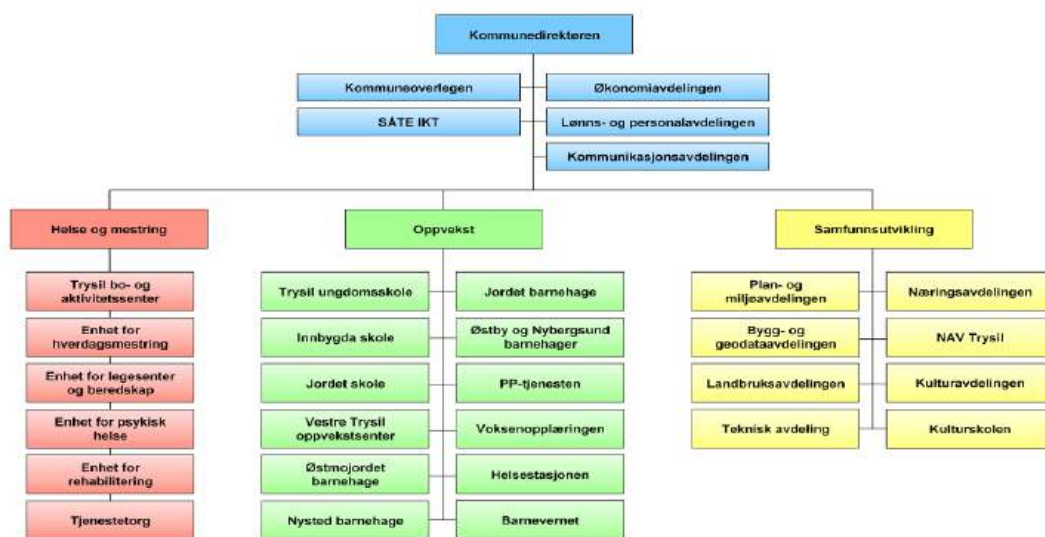 Kommunedirektøren
Kommuneoverlegen
Økonomiavdelingen
SÅTE IKT
Lønns- og personalavdelingen
Kommunikasjonsavdelingen
Helse og mestring
Oppvekst
Samfunnsutvikling
Trysil bo- og
aktivitetssenter
Enhet for
hverdagsmestring
Enhet for legesenter
og beredskap
Enhet for psykisk
helse
Enhet for
rehabilitering
Tjenestetorg
Trysil ungdomsskole
Jordet barnehage
Innbygda skole
Østby og Nybergsund
barnehager
Jordet skole
PP-tjenesten
Vestre Trysil
oppvekstsenter
Voksenopplæringen
Østmojordet
barnehage
Helsestasjonen
Nysted barnehage
Barnevernet
Plan- og
miljøavdelingen
Næringsavdelingen
Bygg- og
geodataavdelingen
NAV Trysil
Landbruksavdelingen
Kulturavdelingen
Teknisk avdeling
Kulturskolen